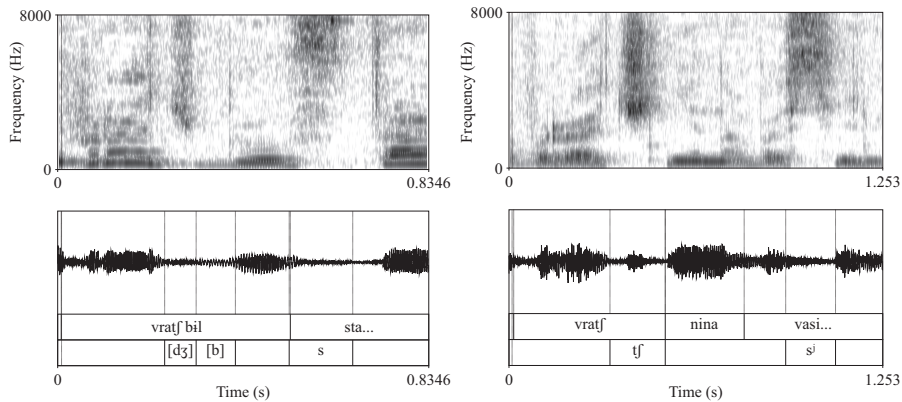 8000
Frequency (Hz)
0
0
0.8346
vratʃ bɨl
sta...
[dʒ]
[b]
s
0
0.8346
Time (s)
8000
Frequency (Hz)
0
0
1.253
vratʃ
nina
vasi...
tʃ
sʲ
0
1.253
Time (s)